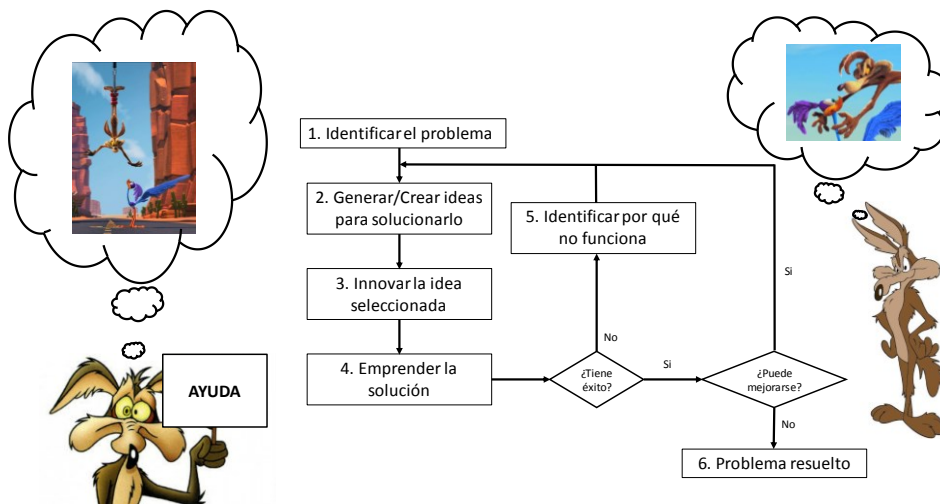 1. Identificar el problema
2. Generar/Crear ideas
para solucionarlo
5. Identificar por qué
no funciona
3. Innovar la idea
seleccionada
Si
No
4. Emprender la
solución
¿Tiene
éxito?
Si
¿Puede
mejorarse?
AYUDA
No
6. Problema resuelto